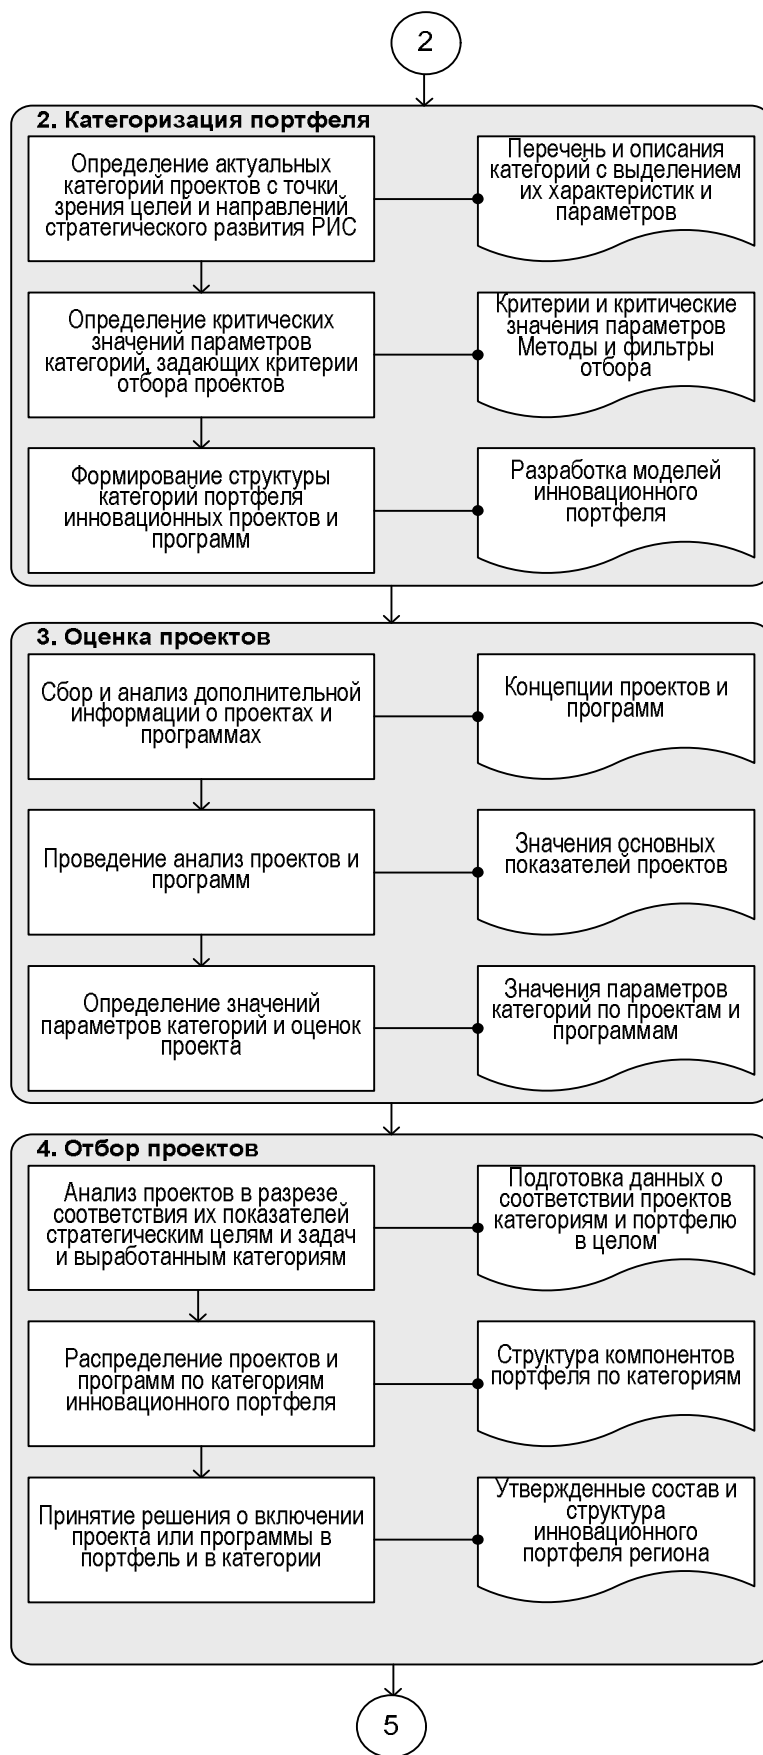 2
2. Категоризация портфеля
Определение актуальных
категорий проектов с точки
зрения целей и направлений
стратегического развития РИС
Перечень и описания
категорий с выделением
их характеристик и
параметров
Определение критических
значений параметров
категорий, задающих критерии
отбора проектов
Критерии и критические
значения параметров
Методы и фильтры
отбора
Формирование структуры
категорий портфеля
инновационных проектов и
программ
Разработка моделей
инновационного
портфеля
3. Оценка проектов
Сбор и анализ дополнительной
информации о проектах и
программах
Концепции проектов и
программ
Проведение анализ проектов и
программ
Значения основных
показателей проектов
Определение значений
параметров категорий и оценок
проекта
Значения параметров
категорий по проектам и
программам
4. Отбор проектов
Анализ проектов в разрезе
соответствия их показателей
стратегическим целям и задач
и выработанным категориям
Подготовка данных о
соответствии проектов
категориям и портфелю
в целом
Распределение проектов и
программ по категориям
инновационного портфеля
Структура компонентов
портфеля по категориям
Принятие решения о включении
проекта или программы в
портфель и в категории
Утвержденные состав и
структура
инновационного
портфеля региона
5